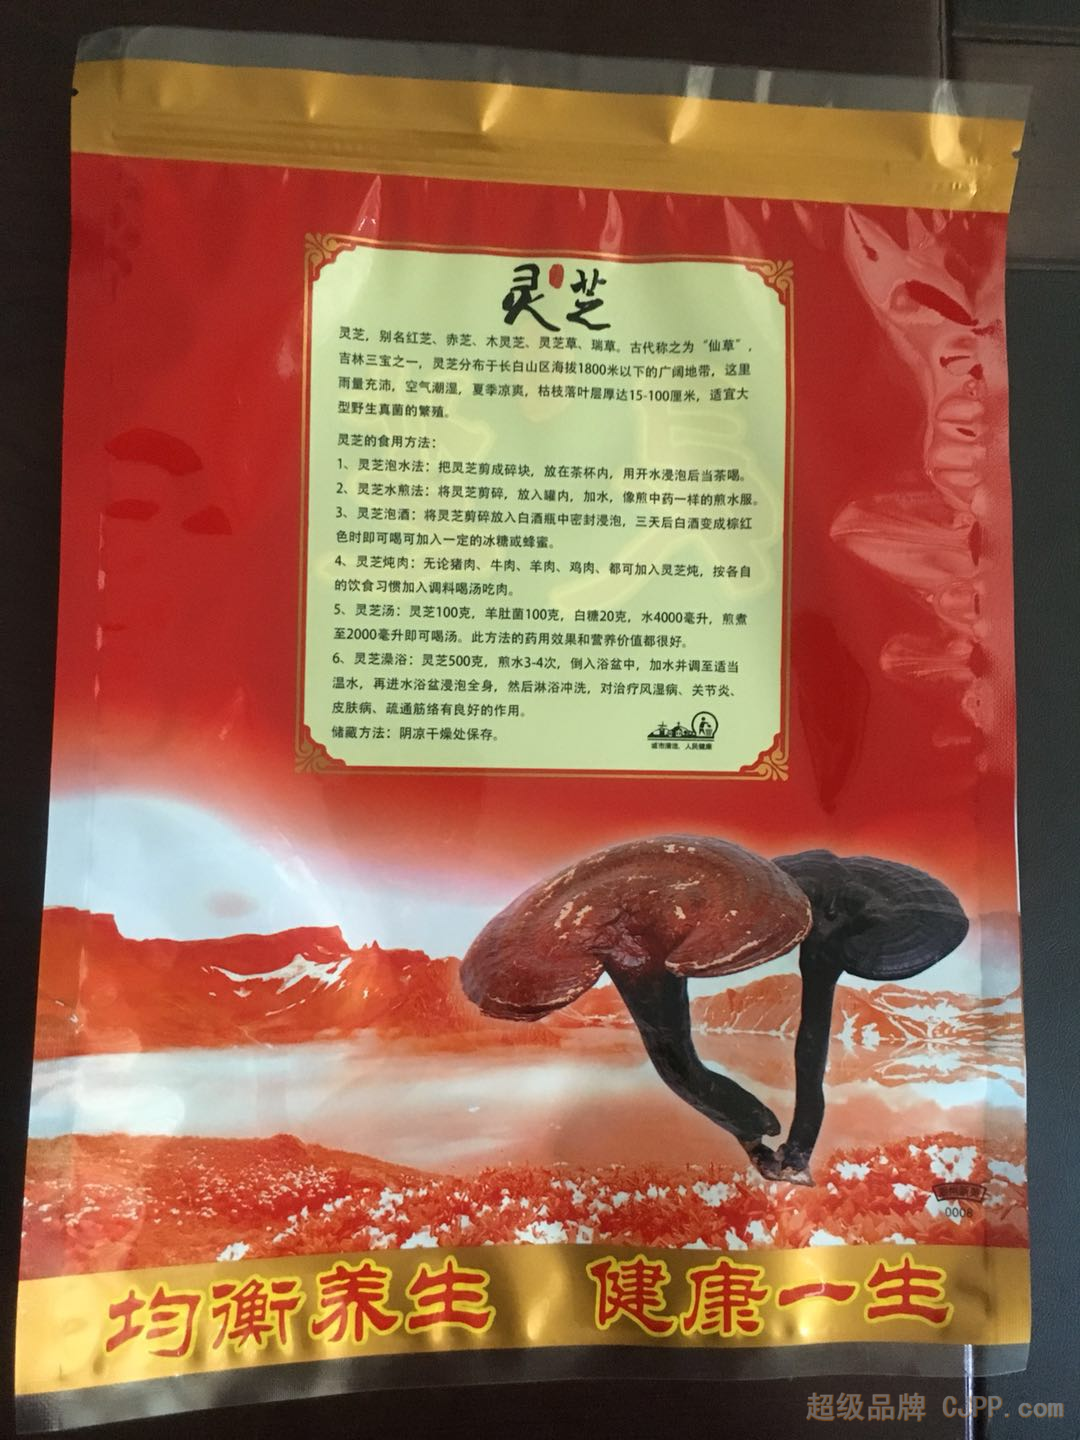 灵芝
灵芝，别名红芝、赤芝、木灵芝、灵芝草、瑞草。古代称之为“仙草”，
吉林三宝之一，灵芝分布于长白山区海拔1800米以下的广阔地带，这里
雨量充沛，空气潮湿，夏季凉爽，枯枝落叶层厚达15-100厘米，适宜大
型野生真菌的繁殖。
灵芝的食用方法：
1、灵芝泡水法：把灵芝剪成碎块，放在茶杯内，用开水浸泡后当茶喝。
2、灵芝水煎法：将灵芝剪碎，放入罐内，加水，像煎中药一样的煎水服。
3、灵芝泡酒：将灵芝剪碎放入白酒瓶中密封浸泡，三天后白酒变成棕红
色时即可喝可加入一定的冰糖或蜂蜜。
4、灵芝炖肉：无论猪肉、牛肉、羊肉、鸡肉、都可加入灵芝炖，按各自
的饮食习惯加入调料喝汤吃肉。
5、灵芝汤：灵芝100克，羊肚菌100克，白糖20克，水4000毫升，煎煮
至2000毫升即可喝汤。此方法的药用效果和营养价值都很好。
6、灵芝澡浴：灵芝500克，煎水3-4次，倒入浴盆中，加水并调至适当
温水，再进水浴盆浸泡全身，然后淋浴冲洗，对治疗风湿病、关节炎、
皮肤病、疏通筋络有良好的作用。
储藏方法：阴凉干燥处保存。
城市清洁，人民健康
0008
均衡养生 健康一生
超级品牌 CJPP.com